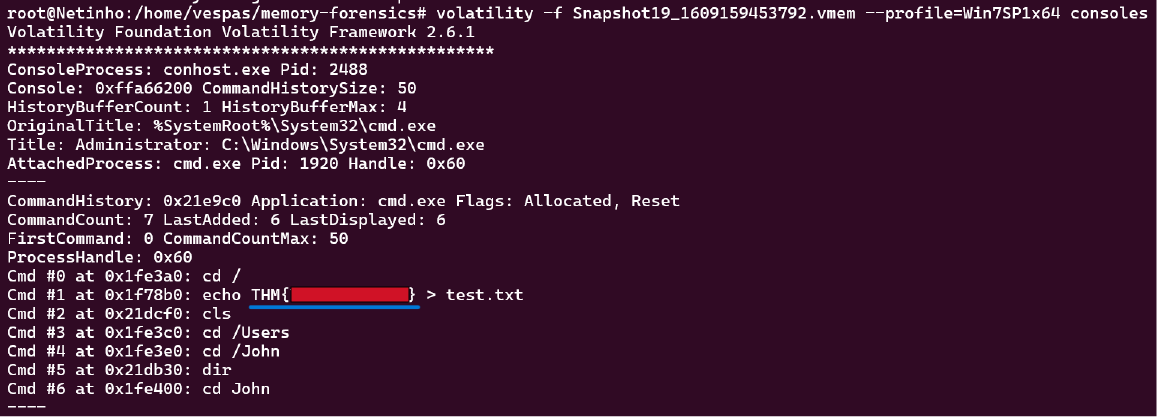 root@Netinho:/home/vespas/memory-forensics# volatility -f Snapshot19_1609159453792.vmem --profile=Win7SP1x64 consoles
Volatility Foundation Volatility Framework 2.6.1
**************************************************
ConsoleProcess: conhost.exe Pid: 2488
Console: 0xffa66200 CommandHistorySize: 50
HistoryBufferCount: 1 HistoryBufferMax: 4
OriginalTitle: %SystemRoot%\System32\cmd.exe
Title: Administrator: C:\Windows\System32\cmd.exe
AttachedProcess: cmd.exe Pid: 1920 Handle: 0x60
----
CommandHistory: 0x21e9c0 Application: cmd.exe Flags: Allocated, Reset
CommandCount: 7 LastAdded: 6 LastDisplayed: 6
FirstCommand: 0 CommandCountMax: 50
ProcessHandle: 0x60
Cmd #0 at 0x1fe3a0: cd /
Cmd #1 at 0x1f78b0: echo THM{} > test.txt
Cmd #2 at 0x21dcf0: cls
Cmd #3 at 0x1fe3c0: cd /Users
Cmd #4 at 0x1fe3e0: cd /John
Cmd #5 at 0x21db30: dir
Cmd #6 at 0x1fe400: cd John
----